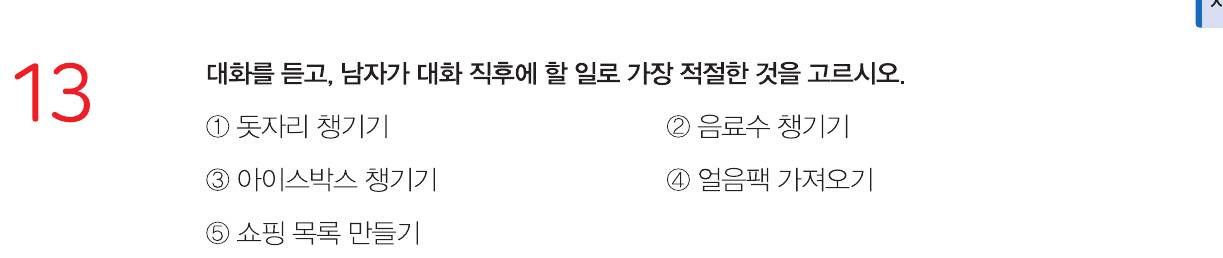 13
대화를 듣고, 남자가 대화 직후에 할 일로 가장 적절한 것을 고르시오.
① 돗자리 챙기기 ② 음료수 챙기기
③ 아이스박스 챙기기 ④ 얼음팩 가져오기
⑤ 쇼핑 목록 만들기